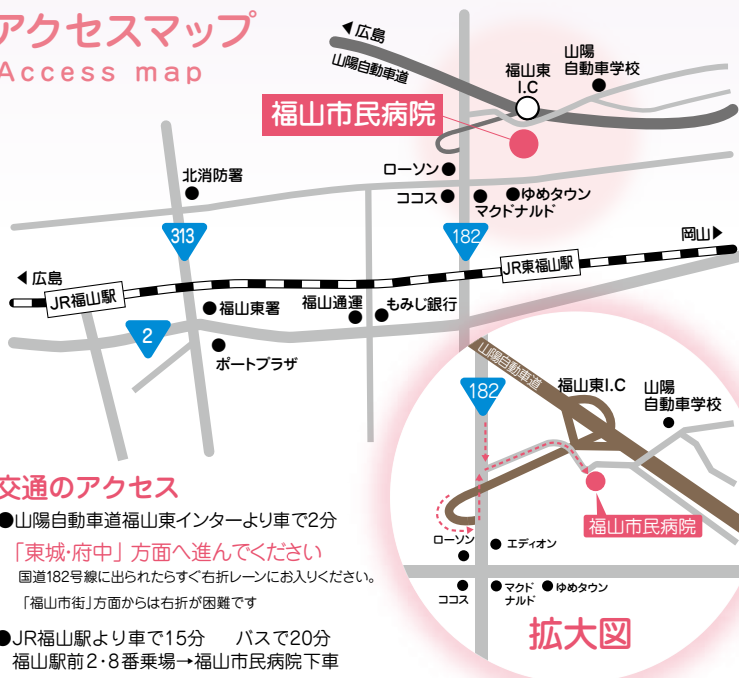 アクセスマップ
Access map
◀広島
山陽自動車道
福山東
I.C
山陽
自動車学校
福山市民病院
北消防署
ローソン
ココス
マクドナルド
ゆめタウン
313
182
岡山▶
◀広島
JR福山駅
JR東福山駅
福山東署
福山通運
もみじ銀行
2
ポートプラザ
山陽自動車道
182
福山東I.C
山陽
自動車学校
福山市民病院
ローソン
エディオン
ココス
マクド
ナルド
ゆめタウン
拡大図
交通のアクセス
●山陽自動車道福山東インターより車で2分
「東城・府中」方面へ進んでください
国道182号線に出られたらすぐ右折レーンにお入りください。
「福山市街」方面からは右折が困難です
●JR福山駅より車で15分 バスで20分
福山駅前2・8番乗場→福山市民病院下車